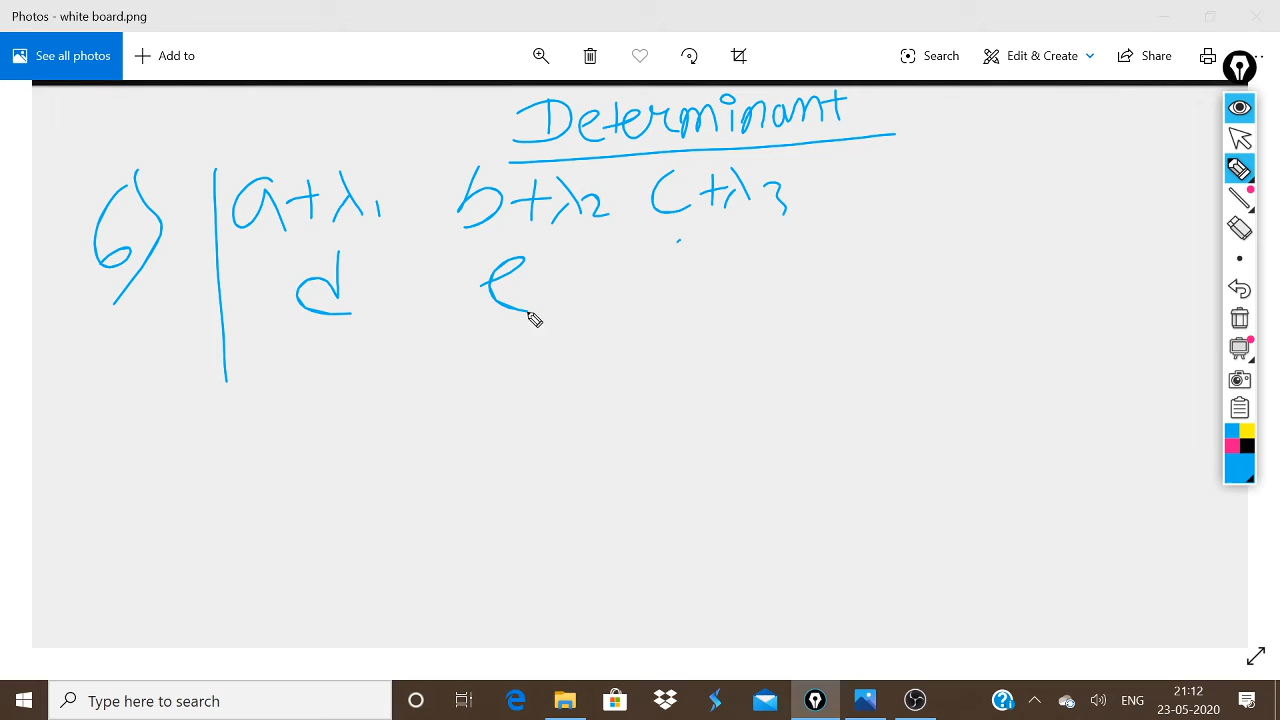 Photos - white board.png
See all photos
Add to
Search
Edit & Create
Share
Determinant
6) | a+λ1 b+λ2 c+λ3
d e
Type here to search
ENG
21:12
23-05-2020